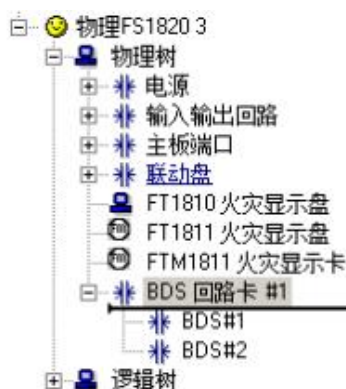 物理FS1820 3
物理树
电源
输入输出回路
主板端口
联动盘
FT1810 火灾显示盘
FT1811 火灾显示盘
FTM1811 火灾显示卡
BDS 回路卡 #1
BDS#1
BDS#2
逻辑树